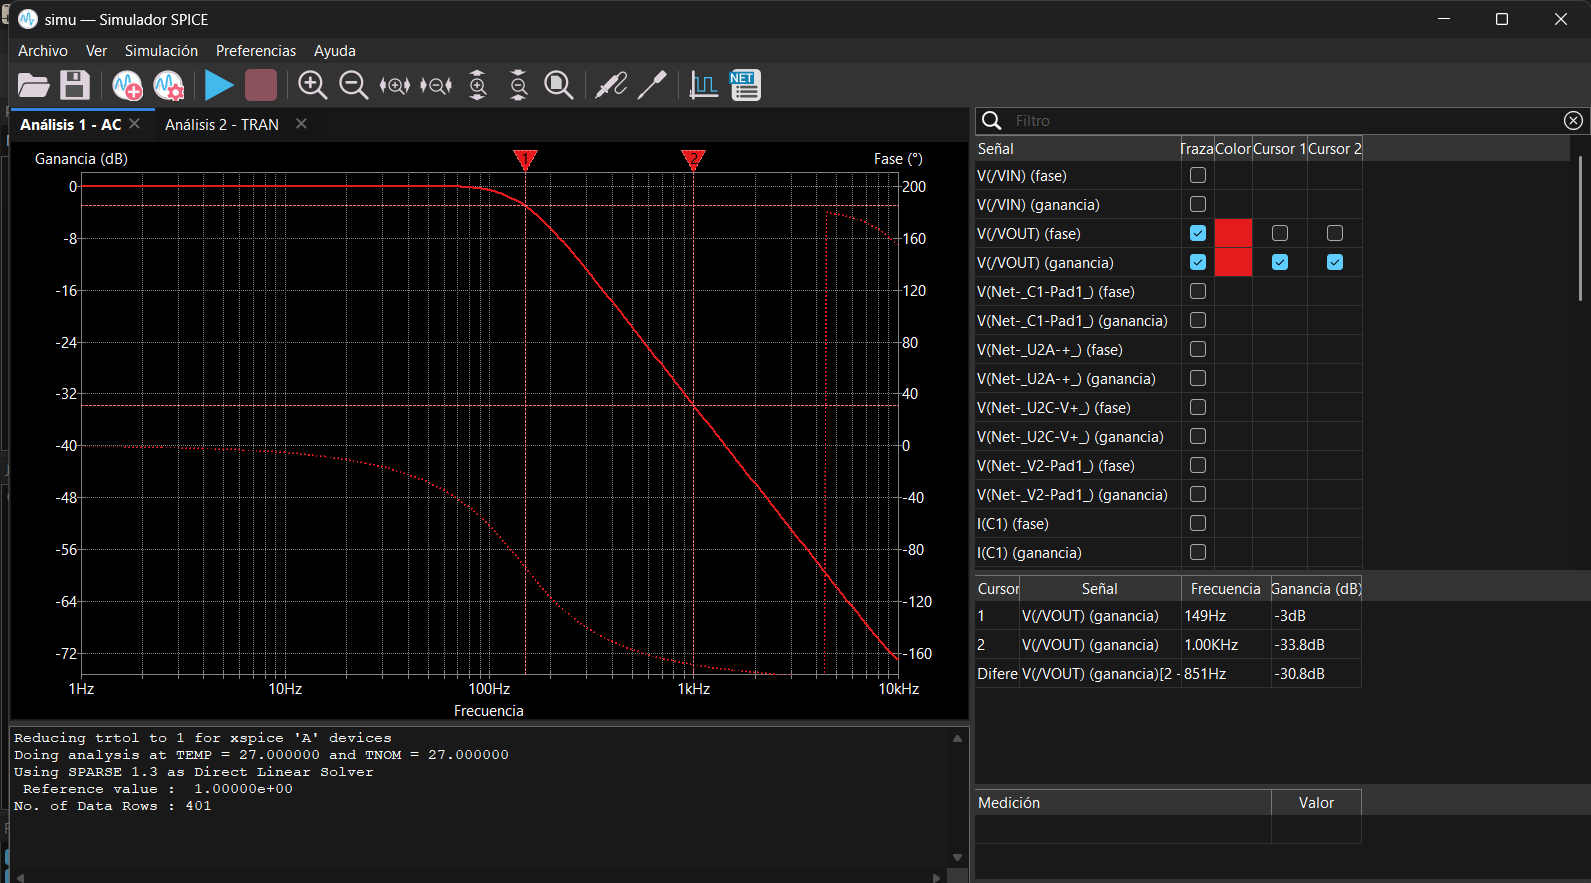 simu — Simulador SPICE
Archivo Ver Simulación Preferencias Ayuda
NET
Análisis 1 - AC Análisis 2 - TRAN
Ganancia (dB) 1 2 Fase (°)
0 200
-8 160
-16 120
-24 80
-32 40
-40 0
-48 -40
-56 -80
-64 -120
-72 -160
1Hz 10Hz 100Hz 1kHz 10kHz
Frecuencia
Reducing trtol to 1 for xspice 'A' devices
Doing analysis at TEMP = 27.000000 and TNOM = 27.000000
Using SPARSE 1.3 as Direct Linear Solver
Reference value : 1.00000e+00
No. of Data Rows : 401
Filtro
Señal Traza Color Cursor 1 Cursor 2
V(/VIN) (fase)
V(/VIN) (ganancia)
V(/VOUT) (fase)
V(/VOUT) (ganancia)
V(Net-_C1-Pad1_) (fase)
V(Net-_C1-Pad1_) (ganancia)
V(Net-_U2A-+_) (fase)
V(Net-_U2A-+_) (ganancia)
V(Net-_U2C-V+_) (fase)
V(Net-_U2C-V+_) (ganancia)
V(Net-_V2-Pad1_) (fase)
V(Net-_V2-Pad1_) (ganancia)
I(C1) (fase)
I(C1) (ganancia)
Cursor Señal Frecuencia Ganancia (dB)
1 V(/VOUT) (ganancia) 149Hz -3dB
2 V(/VOUT) (ganancia) 1.00KHz -33.8dB
Difere V(/VOUT) (ganancia)[2 - 851Hz -30.8dB
Medición Valor